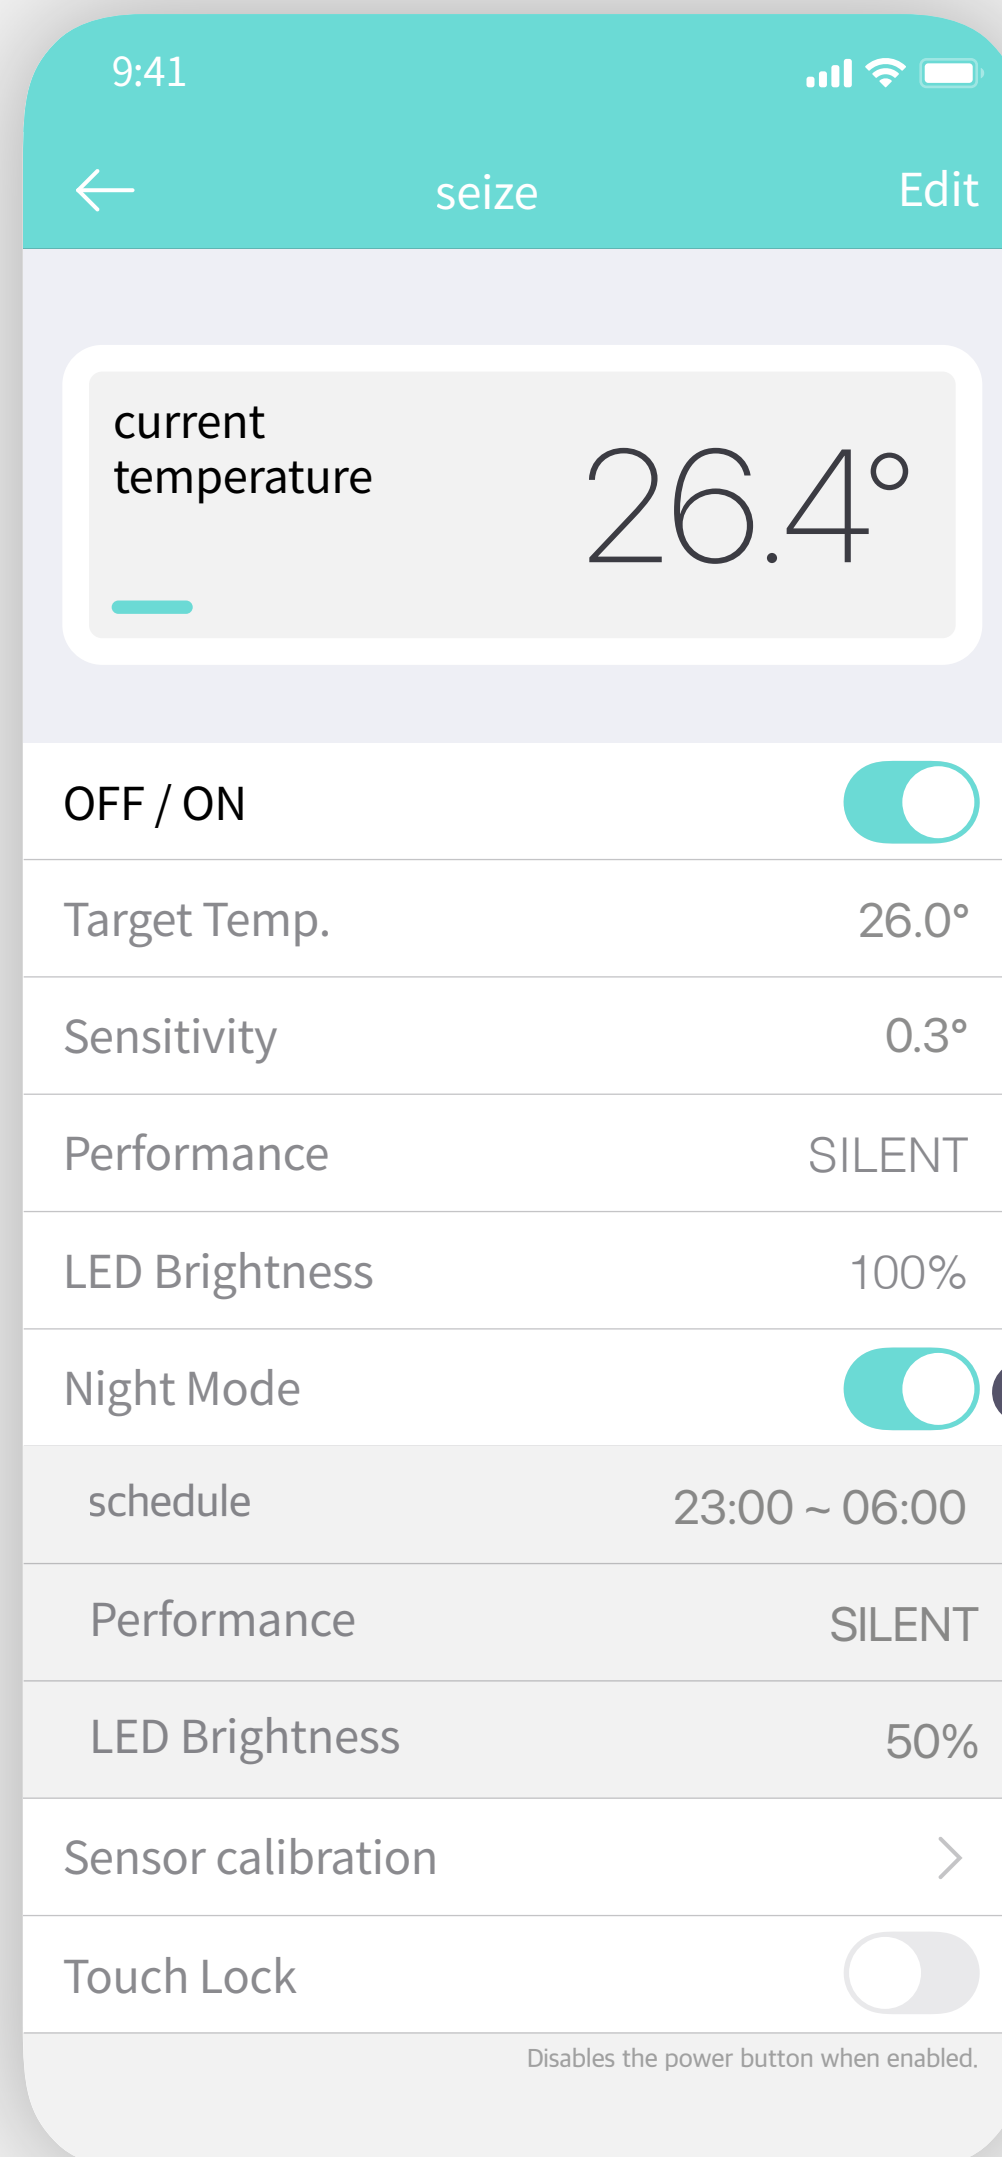 9:41
seize
Edit
current
temperature
26.4°
OFF / ON
Target Temp.
26.0°
Sensitivity
0.3°
Performance
SILENT
LED Brightness
100%
Night Mode
schedule
23:00 ~ 06:00
Performance
SILENT
LED Brightness
50%
Sensor calibration
Touch Lock
Disables the power button when enabled.